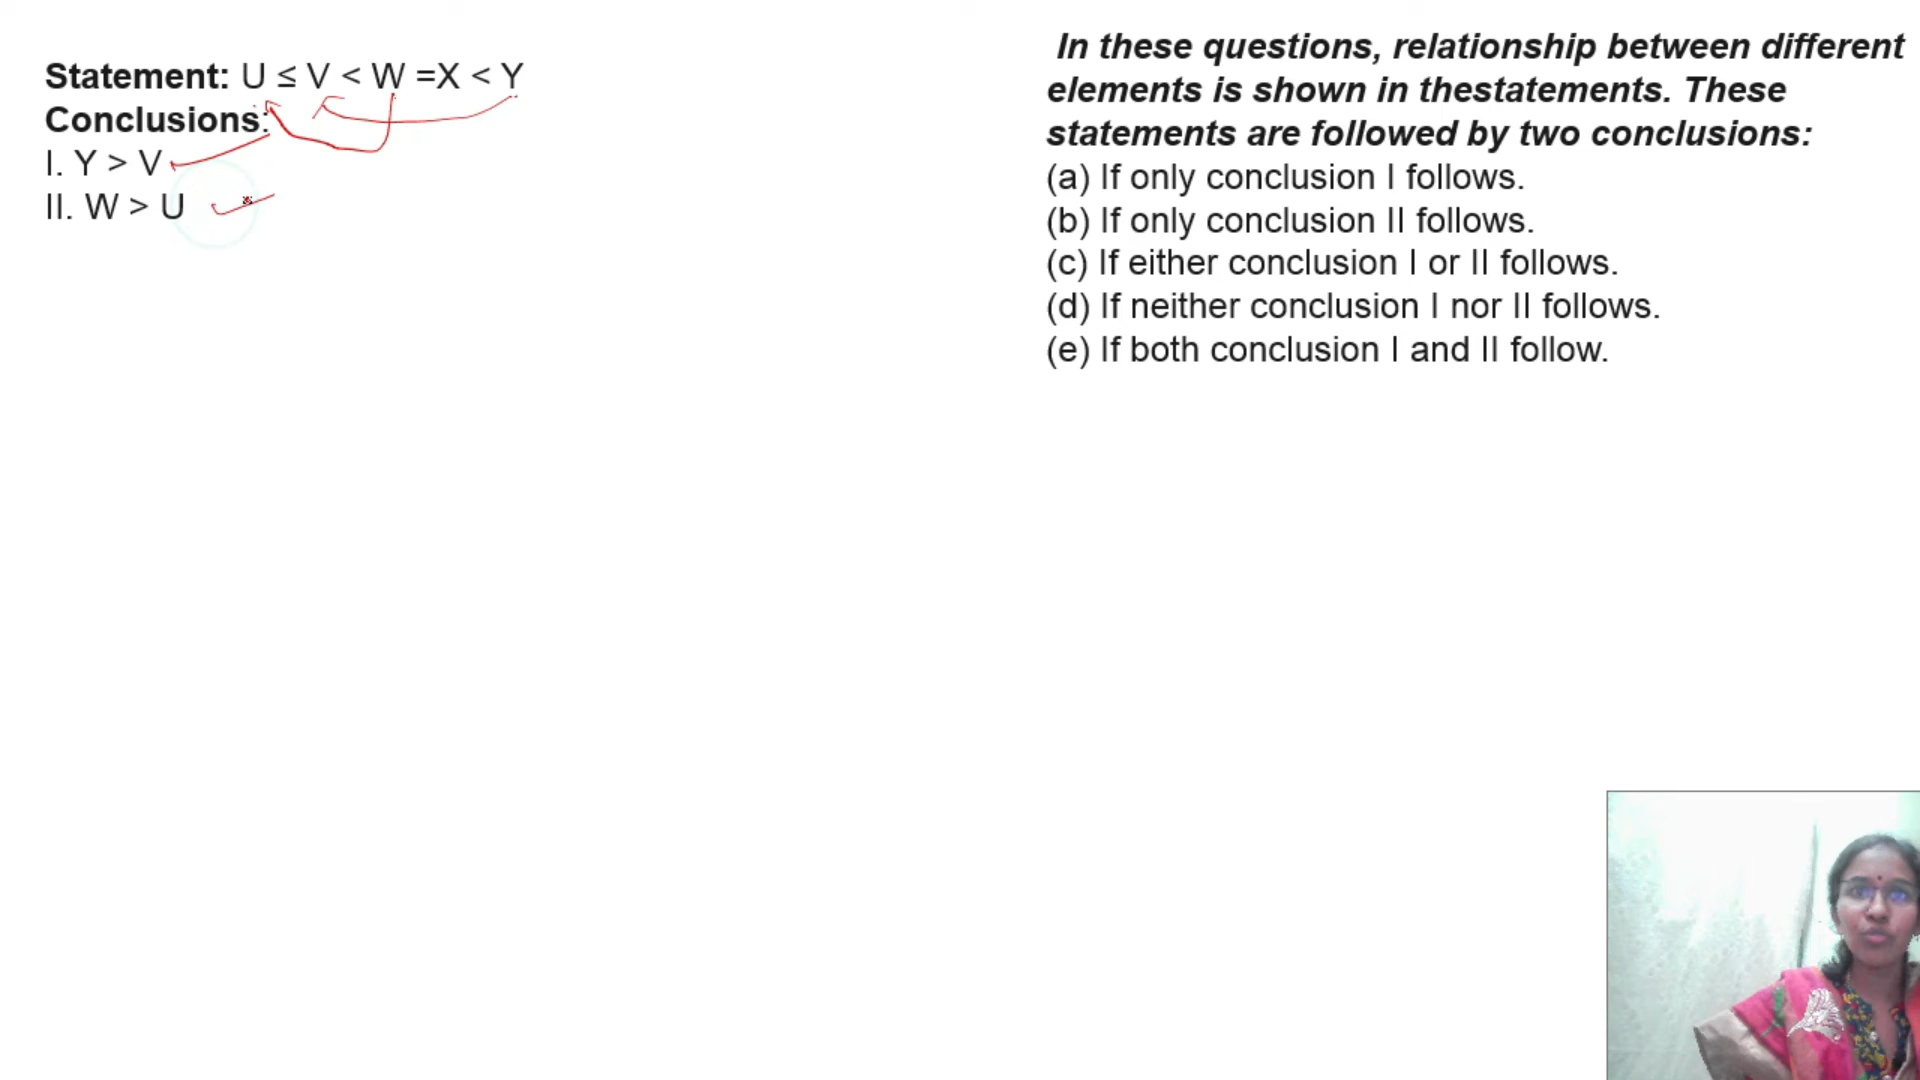 Statement: U ≤ V < W =X < Y
Conclusions:
I. Y > V
II. W > U
In these questions, relationship between different
elements is shown in thestatements. These
statements are followed by two conclusions:
(a) If only conclusion I follows.
(b) If only conclusion II follows.
(c) If either conclusion I or II follows.
(d) If neither conclusion I nor II follows.
(e) If both conclusion I and II follow.